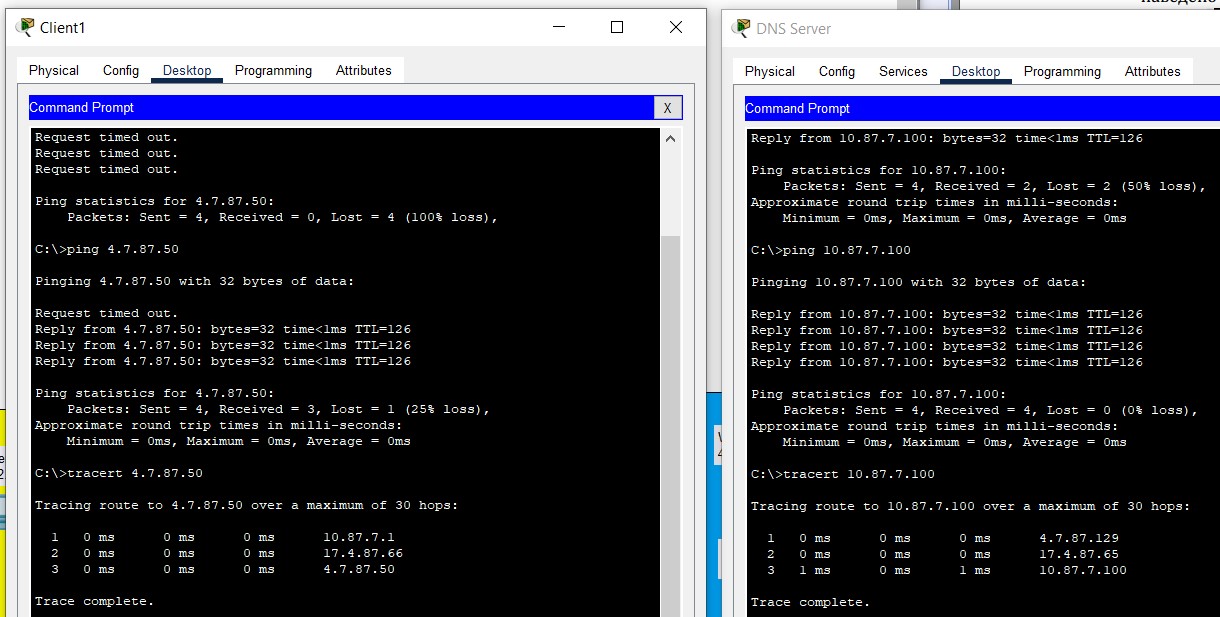 наведено
Client1
Physical Config Desktop Programming Attributes
Command Prompt
X
Request timed out.
Request timed out.
Request timed out.
Ping statistics for 4.7.87.50:
Packets: Sent = 4, Received = 0, Lost = 4 (100% loss),
C:\>ping 4.7.87.50
Pinging 4.7.87.50 with 32 bytes of data:
Request timed out.
Reply from 4.7.87.50: bytes=32 time<1ms TTL=126
Reply from 4.7.87.50: bytes=32 time<1ms TTL=126
Reply from 4.7.87.50: bytes=32 time<1ms TTL=126
Ping statistics for 4.7.87.50:
Packets: Sent = 4, Received = 3, Lost = 1 (25% loss),
Approximate round trip times in milli-seconds:
Minimum = 0ms, Maximum = 0ms, Average = 0ms
C:\>tracert 4.7.87.50
Tracing route to 4.7.87.50 over a maximum of 30 hops:
1 0 ms 0 ms 0 ms 10.87.7.1
2 0 ms 0 ms 0 ms 17.4.87.66
3 0 ms 0 ms 0 ms 4.7.87.50
Trace complete.
DNS Server
Physical Config Services Desktop Programming Attributes
Command Prompt
Reply from 10.87.7.100: bytes=32 time<1ms TTL=126
Ping statistics for 10.87.7.100:
Packets: Sent = 4, Received = 2, Lost = 2 (50% loss),
Approximate round trip times in milli-seconds:
Minimum = 0ms, Maximum = 0ms, Average = 0ms
C:\>ping 10.87.7.100
Pinging 10.87.7.100 with 32 bytes of data:
Reply from 10.87.7.100: bytes=32 time<1ms TTL=126
Reply from 10.87.7.100: bytes=32 time<1ms TTL=126
Reply from 10.87.7.100: bytes=32 time<1ms TTL=126
Reply from 10.87.7.100: bytes=32 time<1ms TTL=126
Ping statistics for 10.87.7.100:
Packets: Sent = 4, Received = 4, Lost = 0 (0% loss),
Approximate round trip times in milli-seconds:
Minimum = 0ms, Maximum = 0ms, Average = 0ms
C:\>tracert 10.87.7.100
Tracing route to 10.87.7.100 over a maximum of 30 hops:
1 0 ms 0 ms 0 ms 4.7.87.129
2 0 ms 0 ms 0 ms 17.4.87.65
3 1 ms 0 ms 1 ms 10.87.7.100
Trace complete.